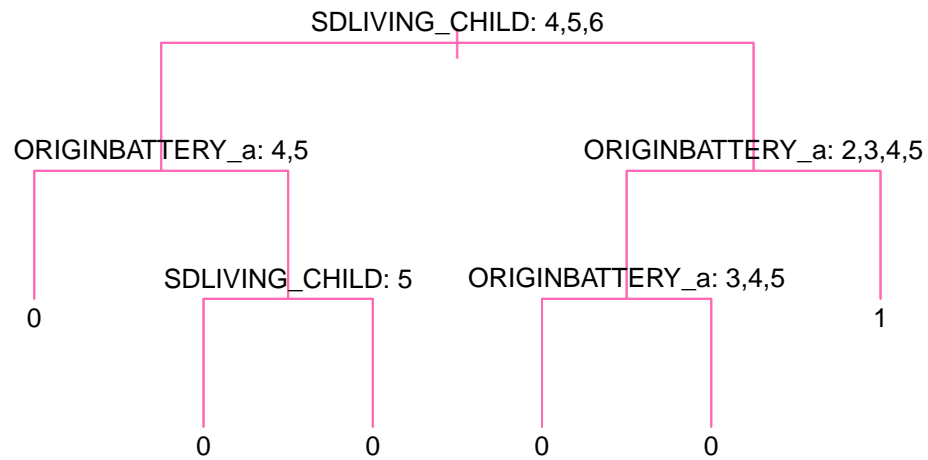 SDLIVING_CHILD: 4,5,6
ORIGINBATTERY_a: 4,5
ORIGINBATTERY_a: 2,3,4,5
SDLIVING_CHILD: 5
ORIGINBATTERY_a: 3,4,5
0
1
0
0
0
0